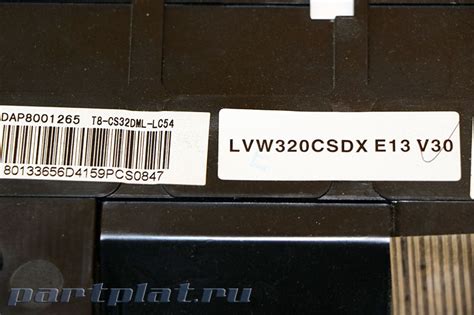 DAP8001265 T8-CS32DML-LC54
80133656D4159PCS0847
LVW320CSDX E13 V30
partplat.ru